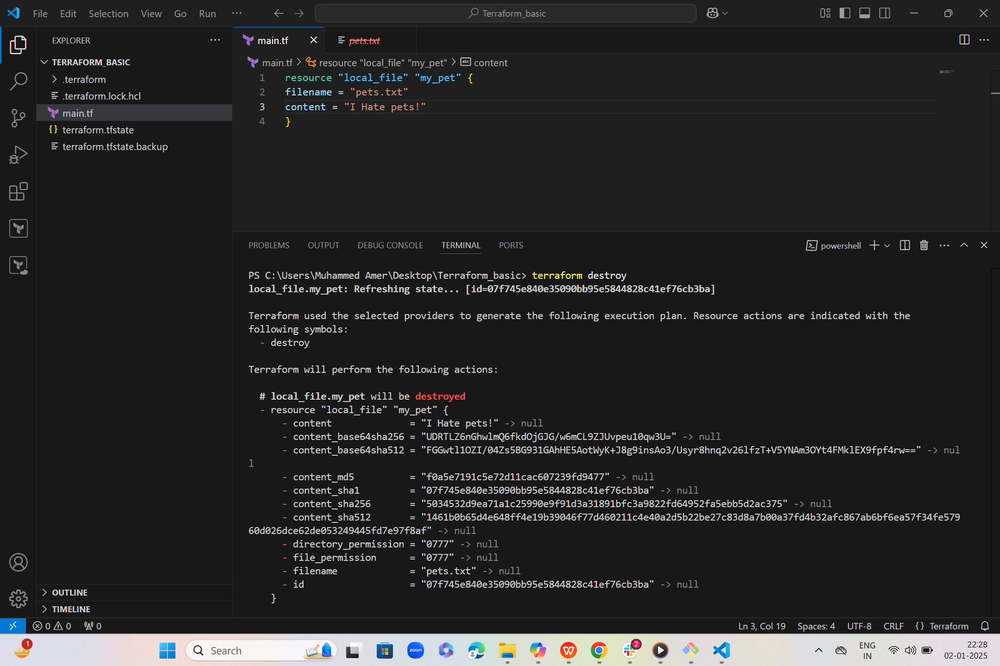 File Edit Selection View Go Run ···
Terraform_basic
EXPLORER
TERRAFORM_BASIC
.terraform
.terraform.lock.hcl
main.tf
terraform.tfstate
terraform.tfstate.backup
OUTLINE
TIMELINE
main.tf
pets.txt
main.tf > resource "local_file" "my_pet" > content
1 resource "local_file" "my_pet" {
2 filename = "pets.txt"
3 content = "I Hate pets!"
4 }
PROBLEMS OUTPUT DEBUG CONSOLE TERMINAL PORTS
powershell
PS C:\Users\Muhammed Amer\Desktop\Terraform_basic> terraform destroy
local_file.my_pet: Refreshing state... [id=07f745e840e35090bb95e5844828c41ef76cb3ba]
Terraform used the selected providers to generate the following execution plan. Resource actions are indicated with the
following symbols:
- destroy
Terraform will perform the following actions:
# local_file.my_pet will be destroyed
- resource "local_file" "my_pet" {
- content = "I Hate pets!" -> null
- content_base64sha256 = "UDRTLZ6nGhwlmQ6fkdOjGJG/w6mCL9ZJUvpeu10qw3U=" -> null
- content_base64sha512 = "FGGwtl1OZI/04Zs5BG931GAhHE5AotWyK+J8g9insAo3/Usyr8hnq2v26lfzT+V5YNAm3OYt4FMklEX9fpf4rw==" -> nul
l
- content_md5 = "f0a5e7191c5e72d11cac607239fd9477" -> null
- content_sha1 = "07f745e840e35090bb95e5844828c41ef76cb3ba" -> null
- content_sha256 = "5034532d9ea71a1c25990e9f91d3a31891bfc3a9822fd64952fa5ebb5d2ac375" -> null
- content_sha512 = "1461b0b65d4e648ff4e19b39046f77d460211c4e40a2d5b22be27c83d8a7b00a37fd4b32afc867ab6bf6ea57f34fe579
60d026dce62de053249445fd7e97f8af" -> null
- directory_permission = "0777" -> null
- file_permission = "0777" -> null
- filename = "pets.txt" -> null
- id = "07f745e840e35090bb95e5844828c41ef76cb3ba" -> null
}
0 0 0
Ln 3, Col 19 Spaces: 4 UTF-8 CRLF {} Terraform
1
Search
zoom
2
ENG
IN
22:28
02-01-2025